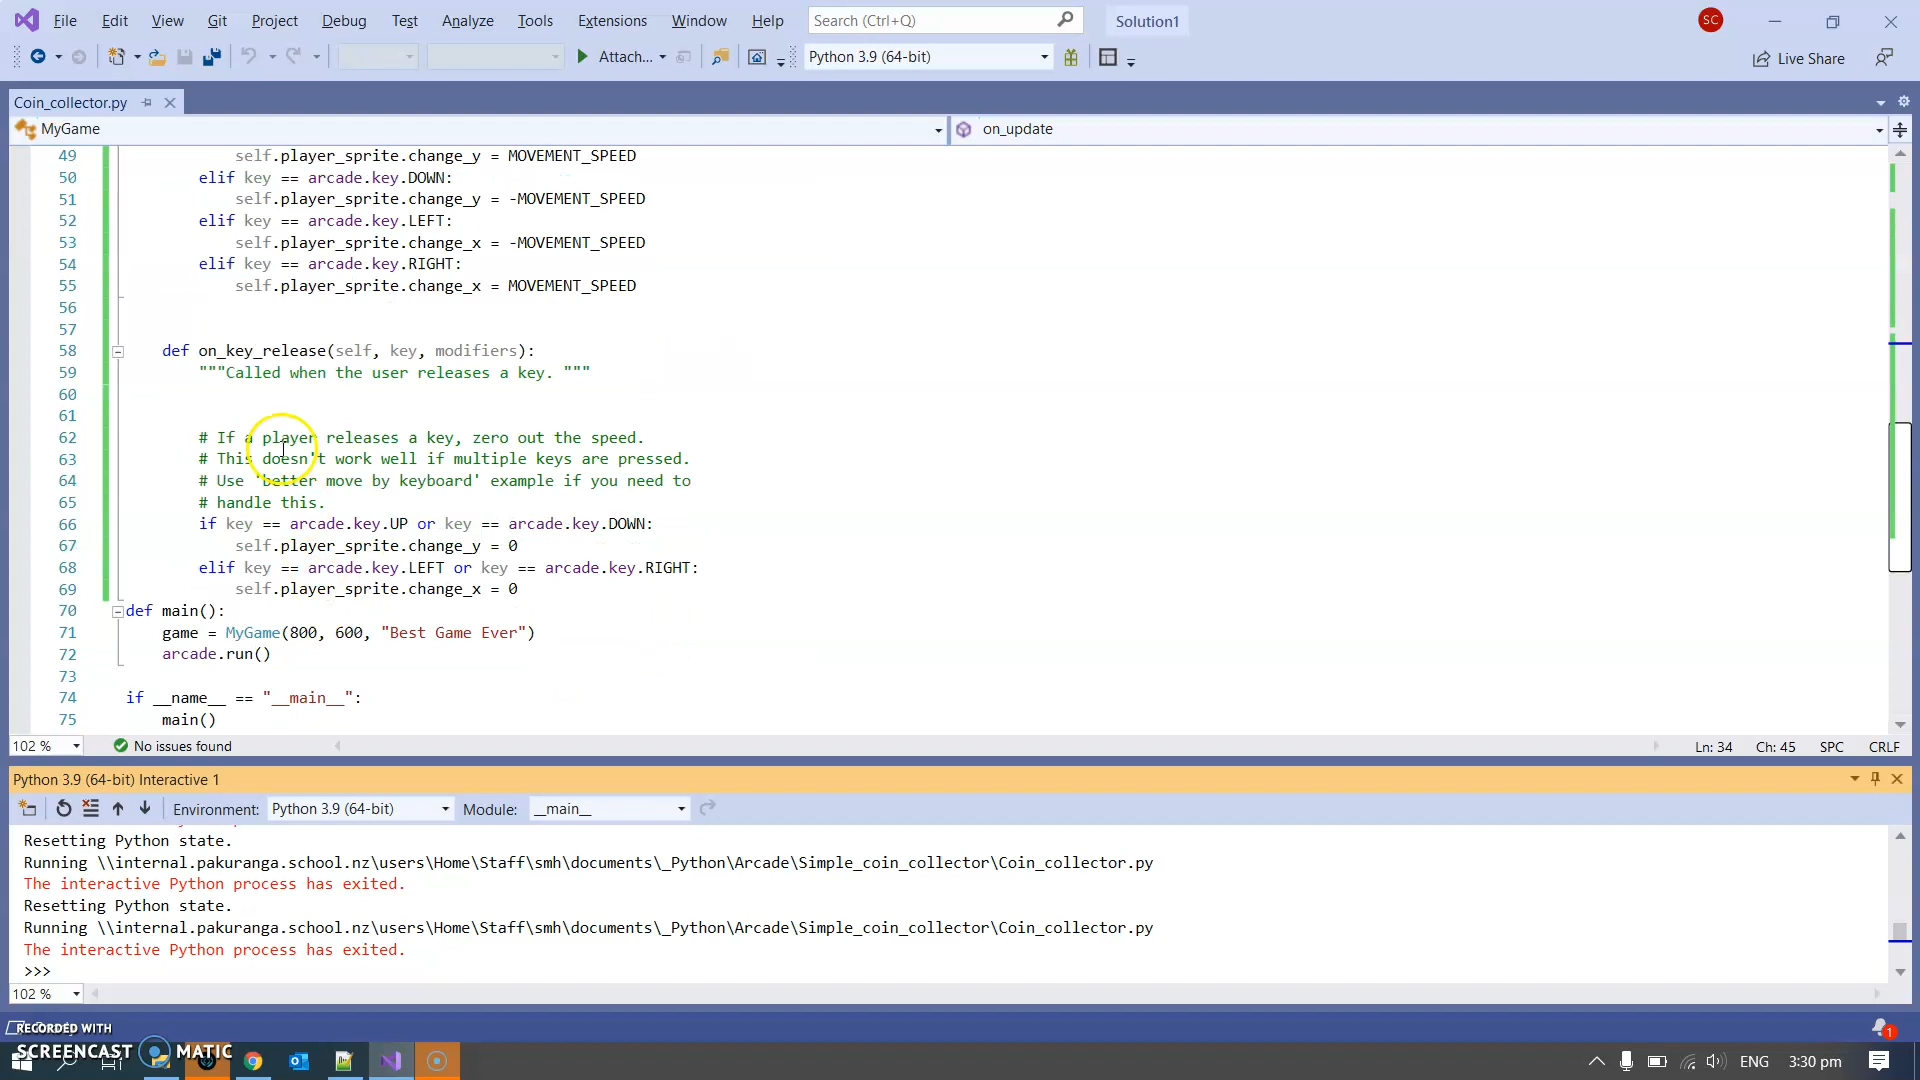 File Edit View Git Project Debug Test Analyze Tools Extensions Window Help Search (Ctrl+Q) Solution1 SC
Attach... Python 3.9 (64-bit) Live Share
Coin_collector.py
MyGame on_update
49 self.player_sprite.change_y = MOVEMENT_SPEED
50 elif key == arcade.key.DOWN:
51 self.player_sprite.change_y = -MOVEMENT_SPEED
52 elif key == arcade.key.LEFT:
53 self.player_sprite.change_x = -MOVEMENT_SPEED
54 elif key == arcade.key.RIGHT:
55 self.player_sprite.change_x = MOVEMENT_SPEED
56
57
58 def on_key_release(self, key, modifiers):
59 """Called when the user releases a key. """
60
61
62 # If a player releases a key, zero out the speed.
63 # This doesn't work well if multiple keys are pressed.
64 # Use 'better move by keyboard' example if you need to
65 # handle this.
66 if key == arcade.key.UP or key == arcade.key.DOWN:
67 self.player_sprite.change_y = 0
68 elif key == arcade.key.LEFT or key == arcade.key.RIGHT:
69 self.player_sprite.change_x = 0
70 def main():
71 game = MyGame(800, 600, "Best Game Ever")
72 arcade.run()
73
74 if __name__ == "__main__":
75 main()
102 % No issues found Ln: 34 Ch: 45 SPC CRLF
Python 3.9 (64-bit) Interactive 1
Environment: Python 3.9 (64-bit) Module: __main__
Resetting Python state.
Running \\internal.pakuranga.school.nz\users\Home\Staff\smh\documents\_Python\Arcade\Simple_coin_collector\Coin_collector.py
The interactive Python process has exited.
Resetting Python state.
Running \\internal.pakuranga.school.nz\users\Home\Staff\smh\documents\_Python\Arcade\Simple_coin_collector\Coin_collector.py
The interactive Python process has exited.
>>>
102 %
RECORDED WITH 1
SCREENCAST MATIC ENG 3:30 pm